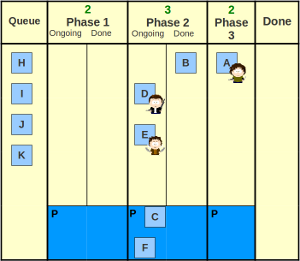 2 3 2
Queue Phase 1 Phase 2 Phase 3 Done
Ongoing Done Ongoing Done
H B A
I D
J E
K
P P C P
F